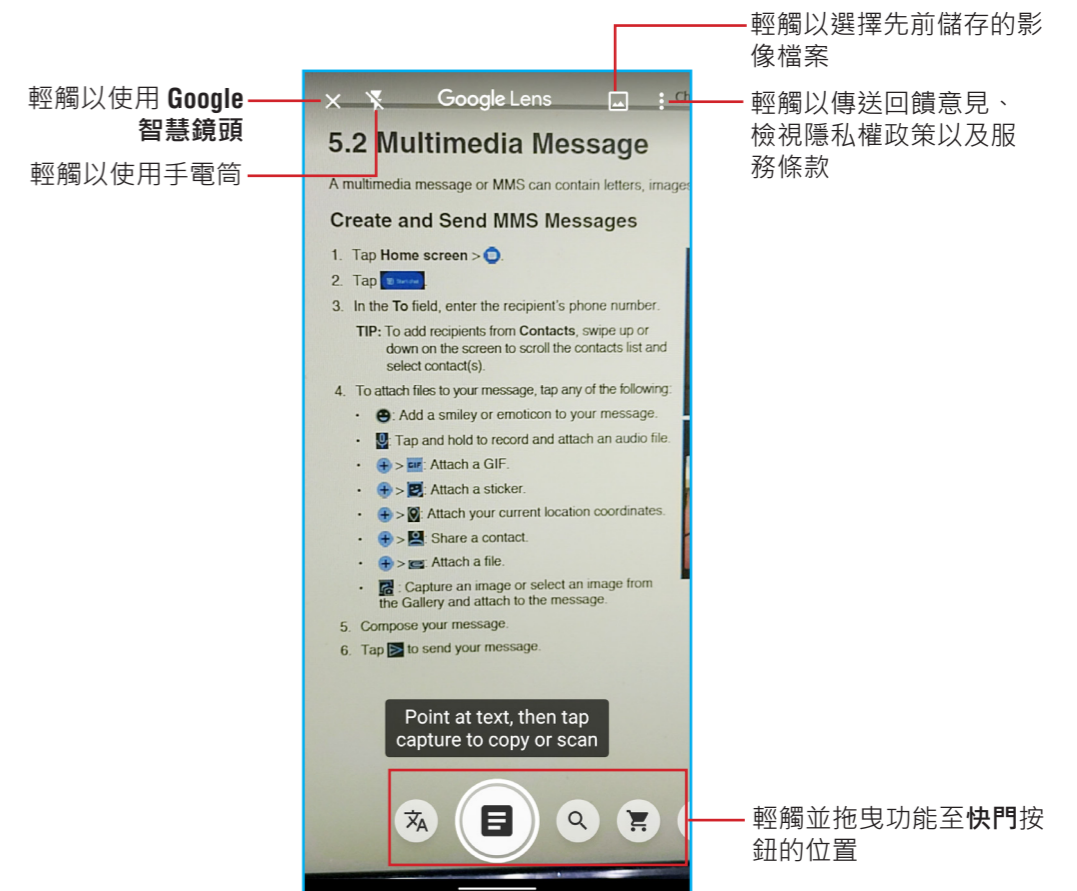 輕觸以選擇先前儲存的影
像檔案
輕觸以使用 Google
智慧鏡頭
輕觸以使用手電筒
輕觸以傳送回饋意見、
檢視隱私權政策以及服
務條款
Google Lens
5.2 Multimedia Message
A multimedia message or MMS can contain letters, images
Create and Send MMS Messages
1. Tap Home screen > .
2. Tap .
3. In the To field, enter the recipient's phone number.
TIP: To add recipients from Contacts, swipe up or
down on the screen to scroll the contacts list and
select contact(s).
4. To attach files to your message, tap any of the following:
• : Add a smiley or emoticon to your message.
• : Tap and hold to record and attach an audio file.
• > GIF: Attach a GIF.
• > : Attach a sticker.
• > : Attach your current location coordinates.
• > : Share a contact.
• > : Attach a file.
• : Capture an image or select an image from
the Gallery and attach to the message.
5. Compose your message.
6. Tap to send your message.
Point at text, then tap
capture to copy or scan
輕觸並拖曳功能至快門按
鈕的位置